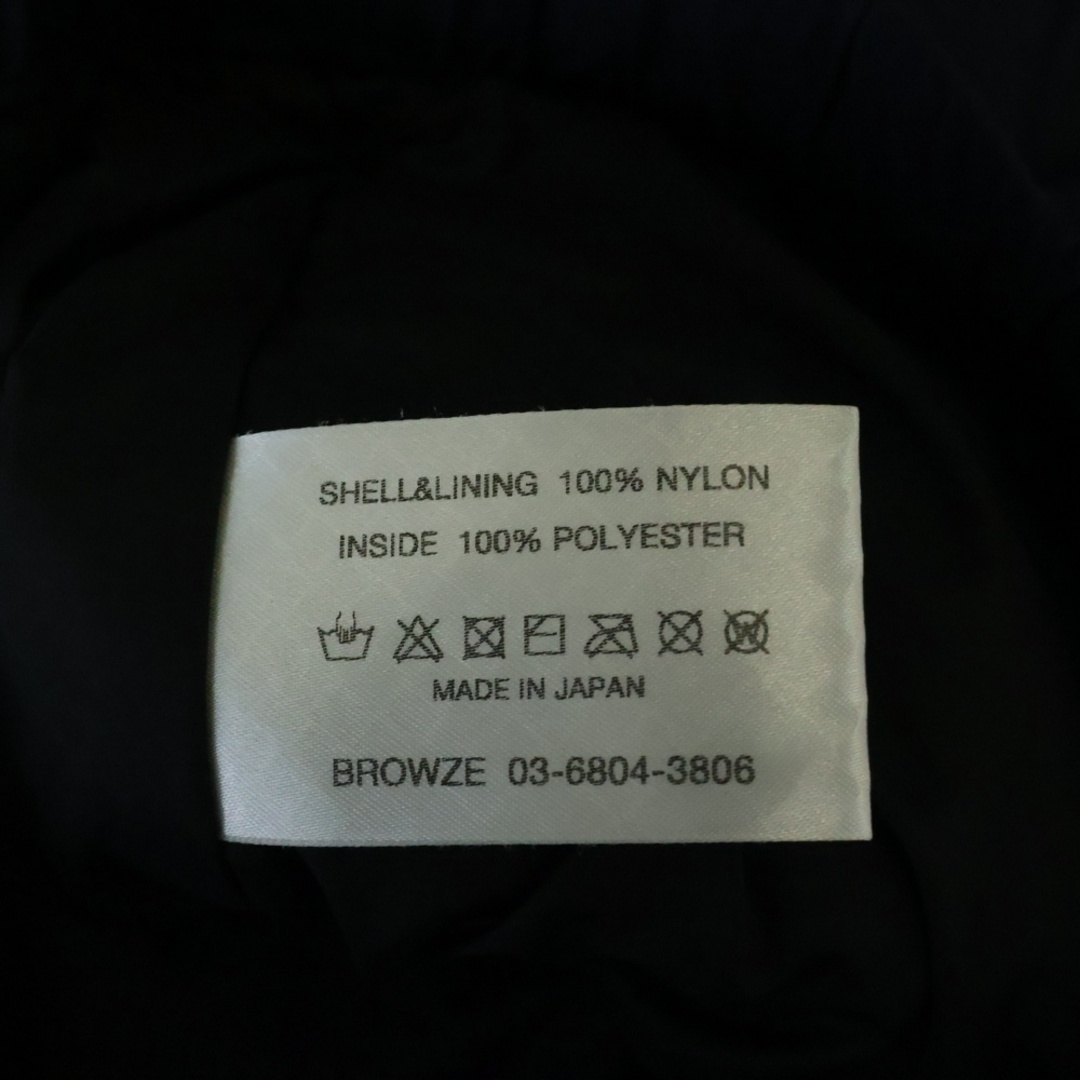 SHELL&LINING 100% NYLON
INSIDE 100% POLYESTER
MADE IN JAPAN
BROWZE 03-6804-3806